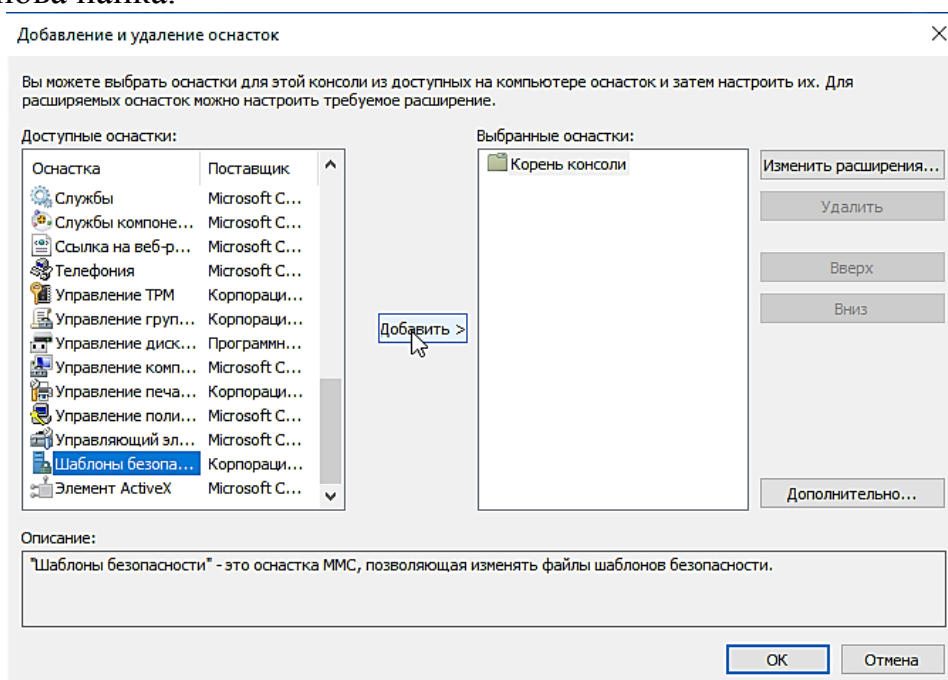 Добавление и удаление оснасток
Вы можете выбрать оснастки для этой консоли из доступных на компьютере оснасток и затем настроить их. Для
расширяемых оснасток можно настроить требуемое расширение.
Доступные оснастки:
Оснастка Поставщик
Службы Microsoft C...
Службы компоне... Microsoft C...
Ссылка на веб-р... Microsoft C...
Телефония Microsoft C...
Управление TPM Корпораци...
Управление груп... Корпораци...
Управление диск... Программн...
Управление комп... Microsoft C...
Управление печа... Корпораци...
Управление поли... Microsoft C...
Управляющий эл... Microsoft C...
Шаблоны безопа... Корпораци...
Элемент ActiveX Microsoft C...
Добавить >
Выбранные оснастки:
Корень консоли
Изменить расширения...
Удалить
Вверх
Вниз
Дополнительно...
Описание:
"Шаблоны безопасности" - это оснастка MMC, позволяющая изменять файлы шаблонов безопасности.
ОК
Отмена